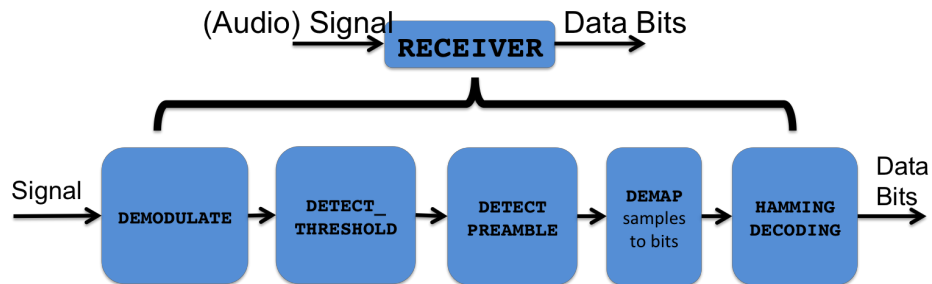 (Audio) Signal
Data Bits
RECEIVER
Signal
DEMODULATE
DETECT_
THRESHOLD
DETECT
PREAMBLE
DEMAP
samples
to bits
HAMMING
DECODING
Data
Bits